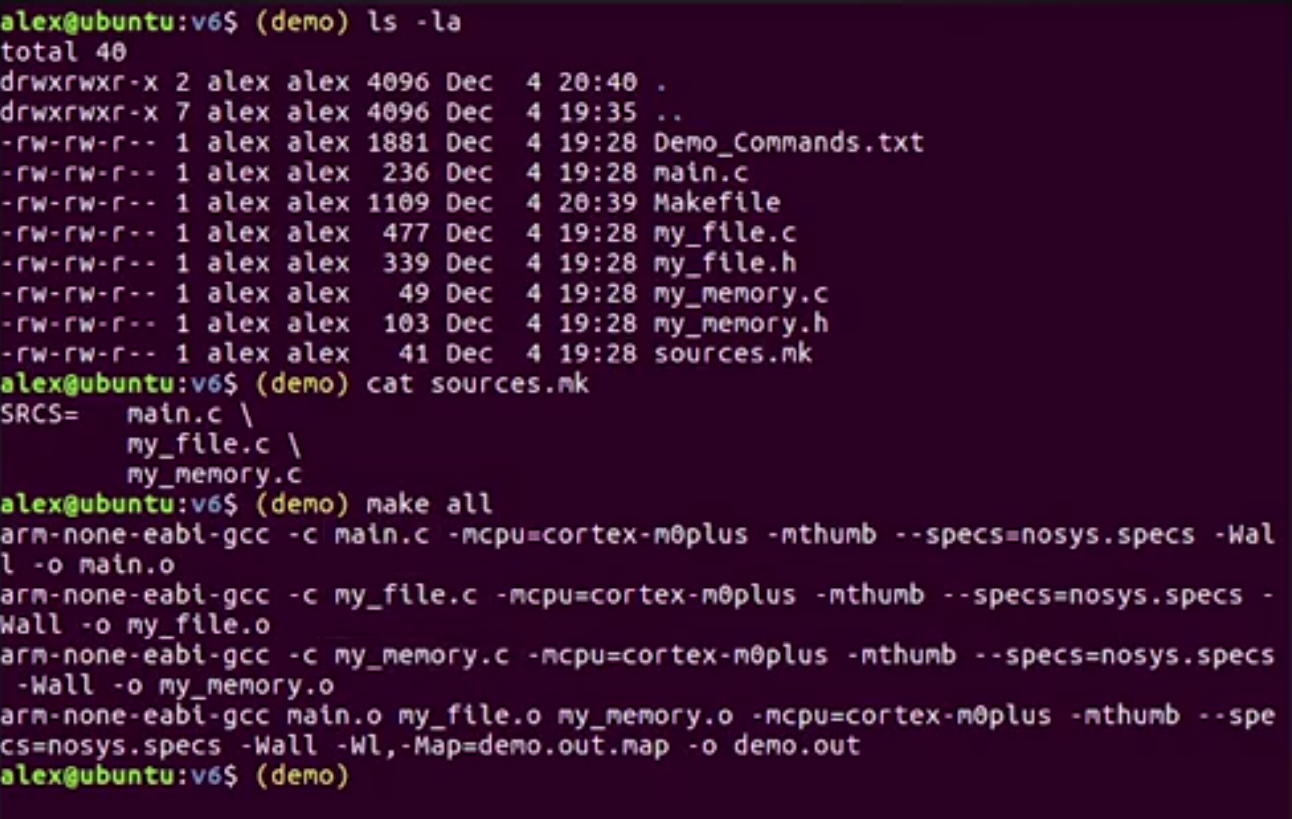 alex@ubuntu:v6$ (demo) ls -la
total 40
drwxrwxr-x 2 alex alex 4096 Dec  4 20:40 .
drwxrwxr-x 7 alex alex 4096 Dec  4 19:35 ..
-rw-rw-r-- 1 alex alex 1881 Dec  4 19:28 Demo_Commands.txt
-rw-rw-r-- 1 alex alex  236 Dec  4 19:28 main.c
-rw-rw-r-- 1 alex alex 1109 Dec  4 20:39 Makefile
-rw-rw-r-- 1 alex alex  477 Dec  4 19:28 my_file.c
-rw-rw-r-- 1 alex alex  339 Dec  4 19:28 my_file.h
-rw-rw-r-- 1 alex alex   49 Dec  4 19:28 my_memory.c
-rw-rw-r-- 1 alex alex  103 Dec  4 19:28 my_memory.h
-rw-rw-r-- 1 alex alex   41 Dec  4 19:28 sources.mk
alex@ubuntu:v6$ (demo) cat sources.mk
SRCS=   main.c \
        my_file.c \
        my_memory.c
alex@ubuntu:v6$ (demo) make all
arm-none-eabi-gcc -c main.c -mcpu=cortex-m0plus -mthumb --specs=nosys.specs -Wal
l -o main.o
arm-none-eabi-gcc -c my_file.c -mcpu=cortex-m0plus -mthumb --specs=nosys.specs -
Wall -o my_file.o
arm-none-eabi-gcc -c my_memory.c -mcpu=cortex-m0plus -mthumb --specs=nosys.specs
 -Wall -o my_memory.o
arm-none-eabi-gcc main.o my_file.o my_memory.o -mcpu=cortex-m0plus -mthumb --spe
cs=nosys.specs -Wall -Wl,-Map=demo.out.map -o demo.out
alex@ubuntu:v6$ (demo)